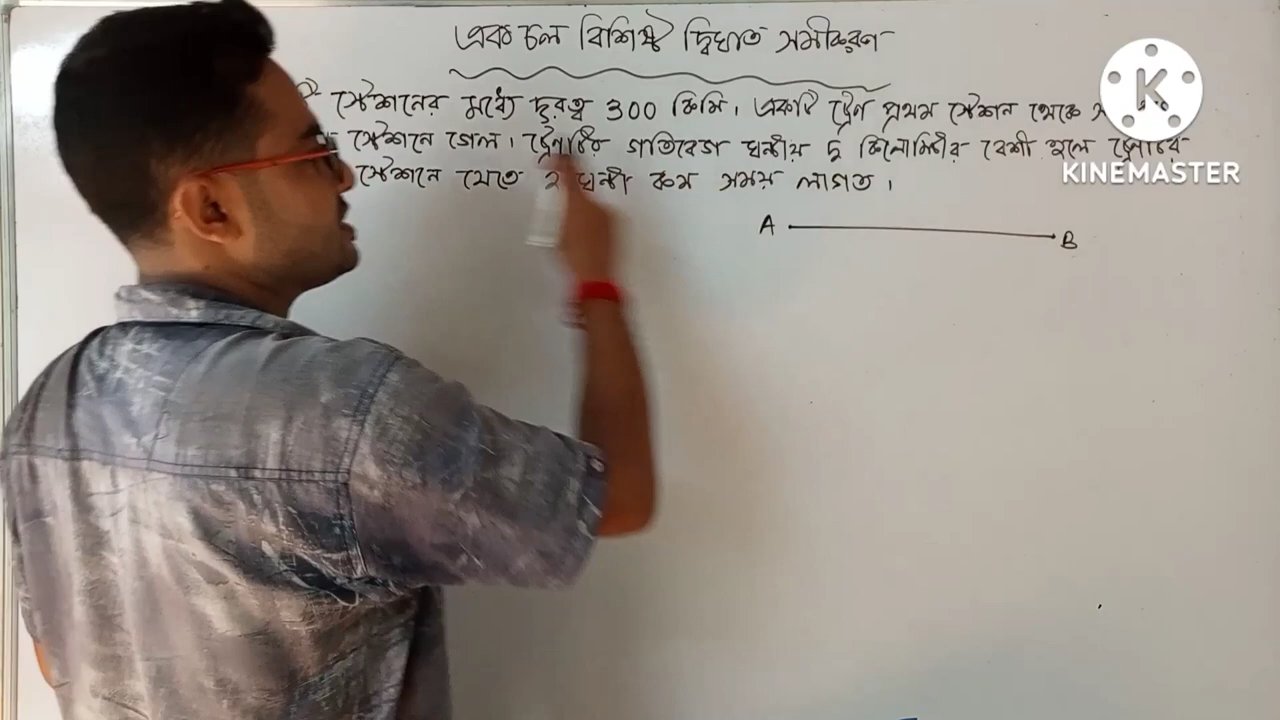 একচল বিশিষ্ট দ্বিঘাত সমীকরণ
স্টেশনের মধ্যে দূরত্ব 300 কিমি। একটি ট্রেন প্রথম স্টেশন থেকে
স্টেশনে গেল। ট্রেনটির গতিবেগ ঘন্টায় 5 কিলোমিটার বেশী হলে ট্রেনটির
স্টেশনে যেতে ঘন্টা কম সময় লাগত।
A B
K
KINEMASTER